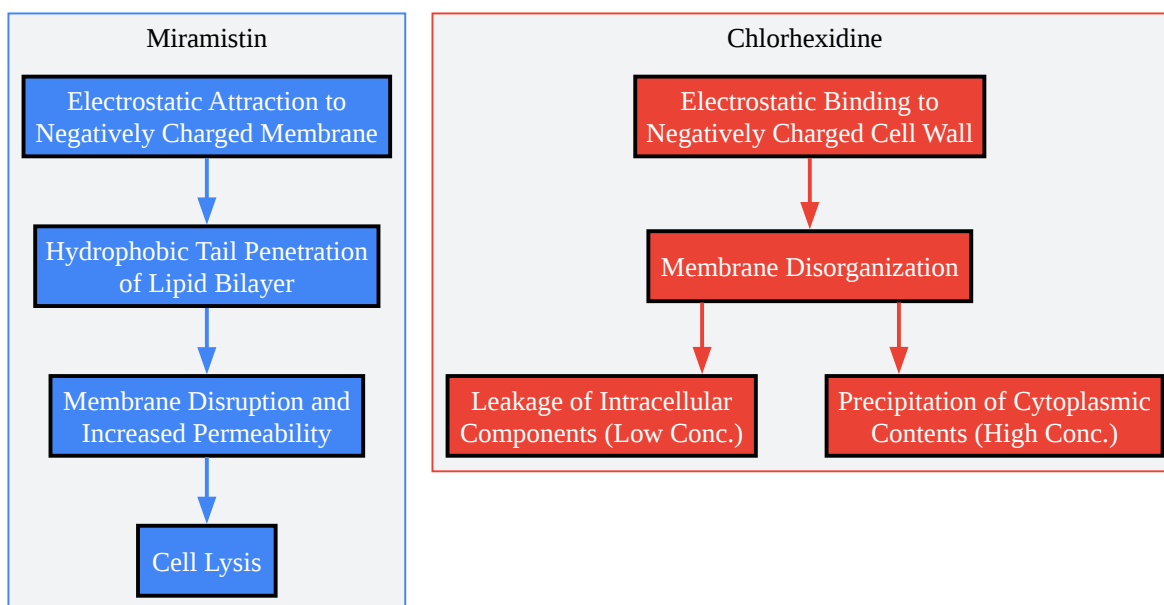 Miramistin
Electrostatic Attraction to
Negatively Charged Membrane
Hydrophobic Tail Penetration
of Lipid Bilayer
Membrane Disruption and
Increased Permeability
Cell Lysis
Chlorhexidine
Electrostatic Binding to
Negatively Charged Cell Wall
Membrane Disorganization
Leakage of Intracellular
Components (Low Conc.)
Precipitation of Cytoplasmic
Contents (High Conc.)